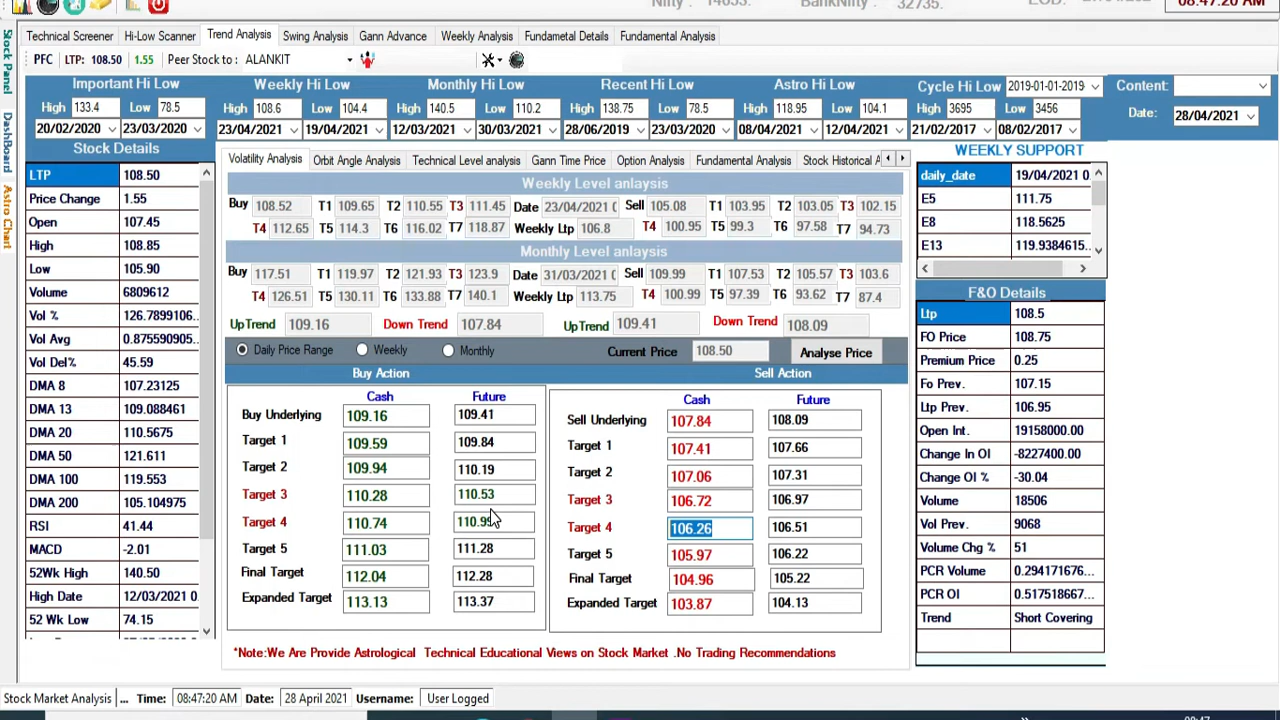 08:47:20 AM
Technical Screener Hi-Low Scanner Trend Analysis Swing Analysis Gann Advance Weekly Analysis Fundametal Details Fundamental Analysis
PFC LTP: 108.50 1.55 Peer Stock to: ALANKIT
Stock Panel
DashBoard
Astro Chart
Important Hi Low Weekly Hi Low Monthly Hi Low Recent Hi Low Astro Hi Low Cycle Hi Low 2019-01-01-2019- Content:
High 133.4 Low 78.5 High 108.6 Low 104.4 High 140.5 Low 110.2 High 138.75 Low 78.5 High 118.95 Low 104.1 High 3695 Low 3456
20/02/2020 23/03/2020 23/04/2021 19/04/2021 12/03/2021 30/03/2021 28/06/2019 23/03/2020 08/04/2021 12/04/2021 21/02/2017 08/02/2017 Date: 28/04/2021
Stock Details
LTP 108.50
Price Change 1.55
Open 107.45
High 108.85
Low 105.90
Volume 6809612
Vol % 126.7899106...
Vol Avg 0.875590905...
Vol Del% 45.59
DMA 8 107.23125
DMA 13 109.088461
DMA 20 110.5675
DMA 50 121.611
DMA 100 119.553
DMA 200 105.104975
RSI 41.44
MACD -2.01
52Wk High 140.50
High Date 12/03/2021 0...
52 Wk Low 74.15
Volatility Analysis Orbit Angle Analysis Technical Level analysis Gann Time Price Option Analysis Fundamental Analysis Stock Historical A
Weekly Level anlaysis
Buy 108.52 T1 109.65 T2 110.55 T3 111.45 Date 23/04/2021 0 Sell 105.08 T1 103.95 T2 103.05 T3 102.15
T4 112.65 T5 114.3 T6 116.02 T7 118.87 Weekly Ltp 106.8 T4 100.95 T5 99.3 T6 97.58 T7 94.73
Monthly Level anlaysis
Buy 117.51 T1 119.97 T2 121.93 T3 123.9 Date 31/03/2021 0 Sell 109.99 T1 107.53 T2 105.57 T3 103.6
T4 126.51 T5 130.11 T6 133.88 T7 140.1 Weekly Ltp 113.75 T4 100.99 T5 97.39 T6 93.62 T7 87.4
UpTrend 109.16 Down Trend 107.84 UpTrend 109.41 Down Trend 108.09
Daily Price Range Weekly Monthly Current Price 108.50 Analyse Price
Buy Action Sell Action
Cash Future
Buy Underlying 109.16 109.41
Target 1 109.59 109.84
Target 2 109.94 110.19
Target 3 110.28 110.53
Target 4 110.74 110.99
Target 5 111.03 111.28
Final Target 112.04 112.28
Expanded Target 113.13 113.37
Cash Future
Sell Underlying 107.84 108.09
Target 1 107.41 107.66
Target 2 107.06 107.31
Target 3 106.72 106.97
Target 4 106.26 106.51
Target 5 105.97 106.22
Final Target 104.96 105.22
Expanded Target 103.87 104.13
*Note:We Are Provide Astrological Technical Educational Views on Stock Market .No Trading Recommendations
WEEKLY SUPPORT
daily_date 19/04/2021 0.
E5 111.75
E8 118.5625
E13 119.9384615...
F&O Details
Ltp 108.5
FO Price 108.75
Premium Price 0.25
Fo Prev. 107.15
Ltp Prev. 106.95
Open Int. 19158000.00
Change In OI -8227400.00
Change OI % -30.04
Volume 18506
Vol Prev. 9068
Volume Chg % 51
PCR Volume 0.294171676...
PCR OI 0.517518667...
Trend Short Covering
Stock Market Analysis ... Time: 08:47:20 AM Date: 28 April 2021 Username: User Logged